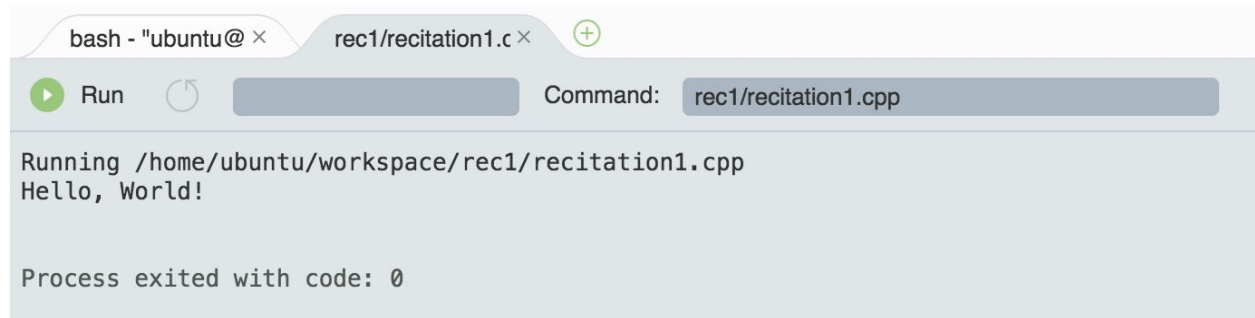 bash - "ubuntu@ × rec1/recitation1.c ×
Run Command: rec1/recitation1.cpp
Running /home/ubuntu/workspace/rec1/recitation1.cpp
Hello, World!
Process exited with code: 0